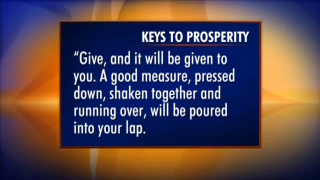 KEYS TO PROSPERITY
“Give, and it will be given to
you. A good measure, pressed
down, shaken together and
running over, will be poured
into your lap.